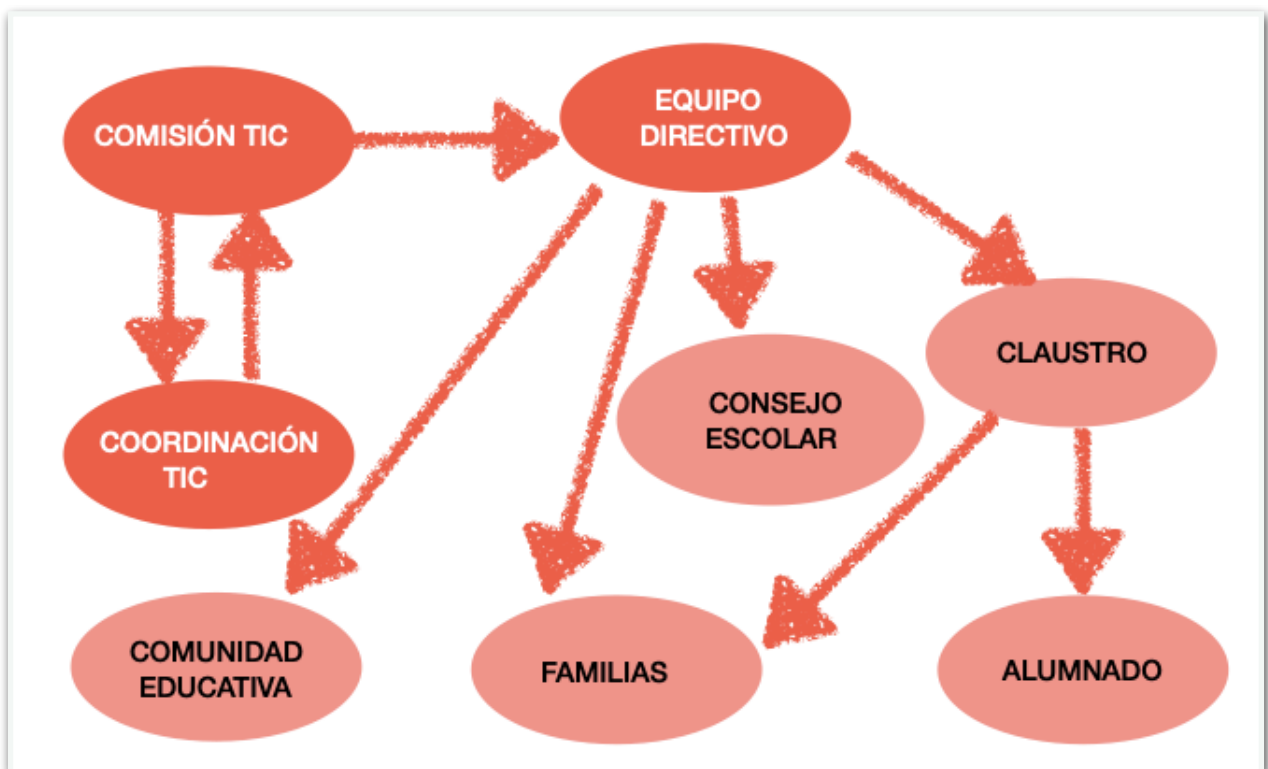 COMISIÓN TIC
EQUIPO
DIRECTIVO
CLAUSTRO
CONSEJO
ESCOLAR
COORDINACIÓN
TIC
COMUNIDAD
EDUCATIVA
FAMILIAS
ALUMNADO